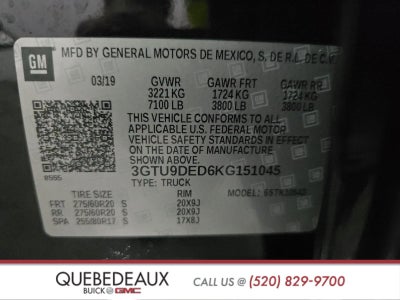 GM
MFD BY GENERAL MOTORS DE MEXICO, S. DE R.L. DE C.V.
03/19 GVWR GAWR FRT GAWR RR
3221 KG 1724 KG 1724 KG
7100 LB 3800 LB 3800 LB
THIS VEHICLE CONFORMS TO ALL APPLICABLE
U.S. FEDERAL MOTOR
VEHICLE SAFETY STANDARDS IN EFFECT ON
THE DATE OF MANUFACTURE SHOWN ABOVE.
3GTU9DED6KG151045
TYPE: TRUCK MODEL:
TIRE SIZE RIM
FRT 275/60R20 S 20X9J
RR 275/60R20 S 20X9J
SPA 255/80R17 S 17X8J
QUEBEDEAUX
BUICK GMC
CALL US @ (520) 829-9700